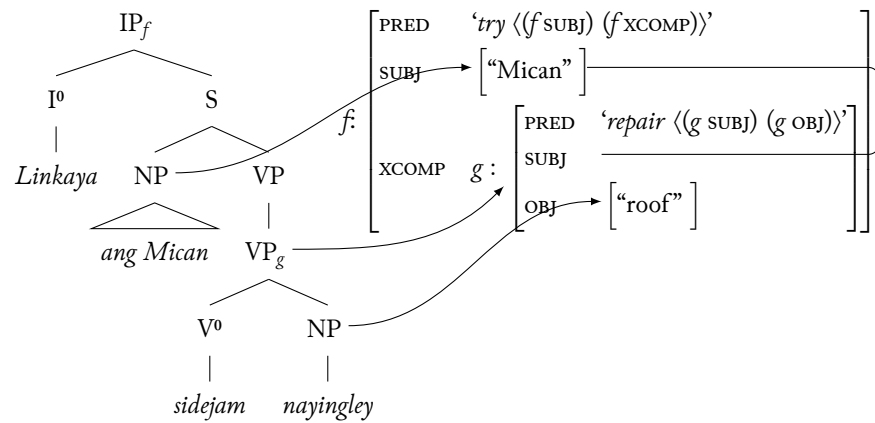 IP_f PRED ‘try ⟨(f SUBJ) (f XCOMP)⟩’
SUBJ [“Mican”]
I⁰ S
f: PRED ‘repair ⟨(g SUBJ) (g OBJ)⟩’
SUBJ
Linkaya NP VP XCOMP g :
OBJ [“roof”]
ang Mican VP_g
V⁰ NP
sidejam nayingley